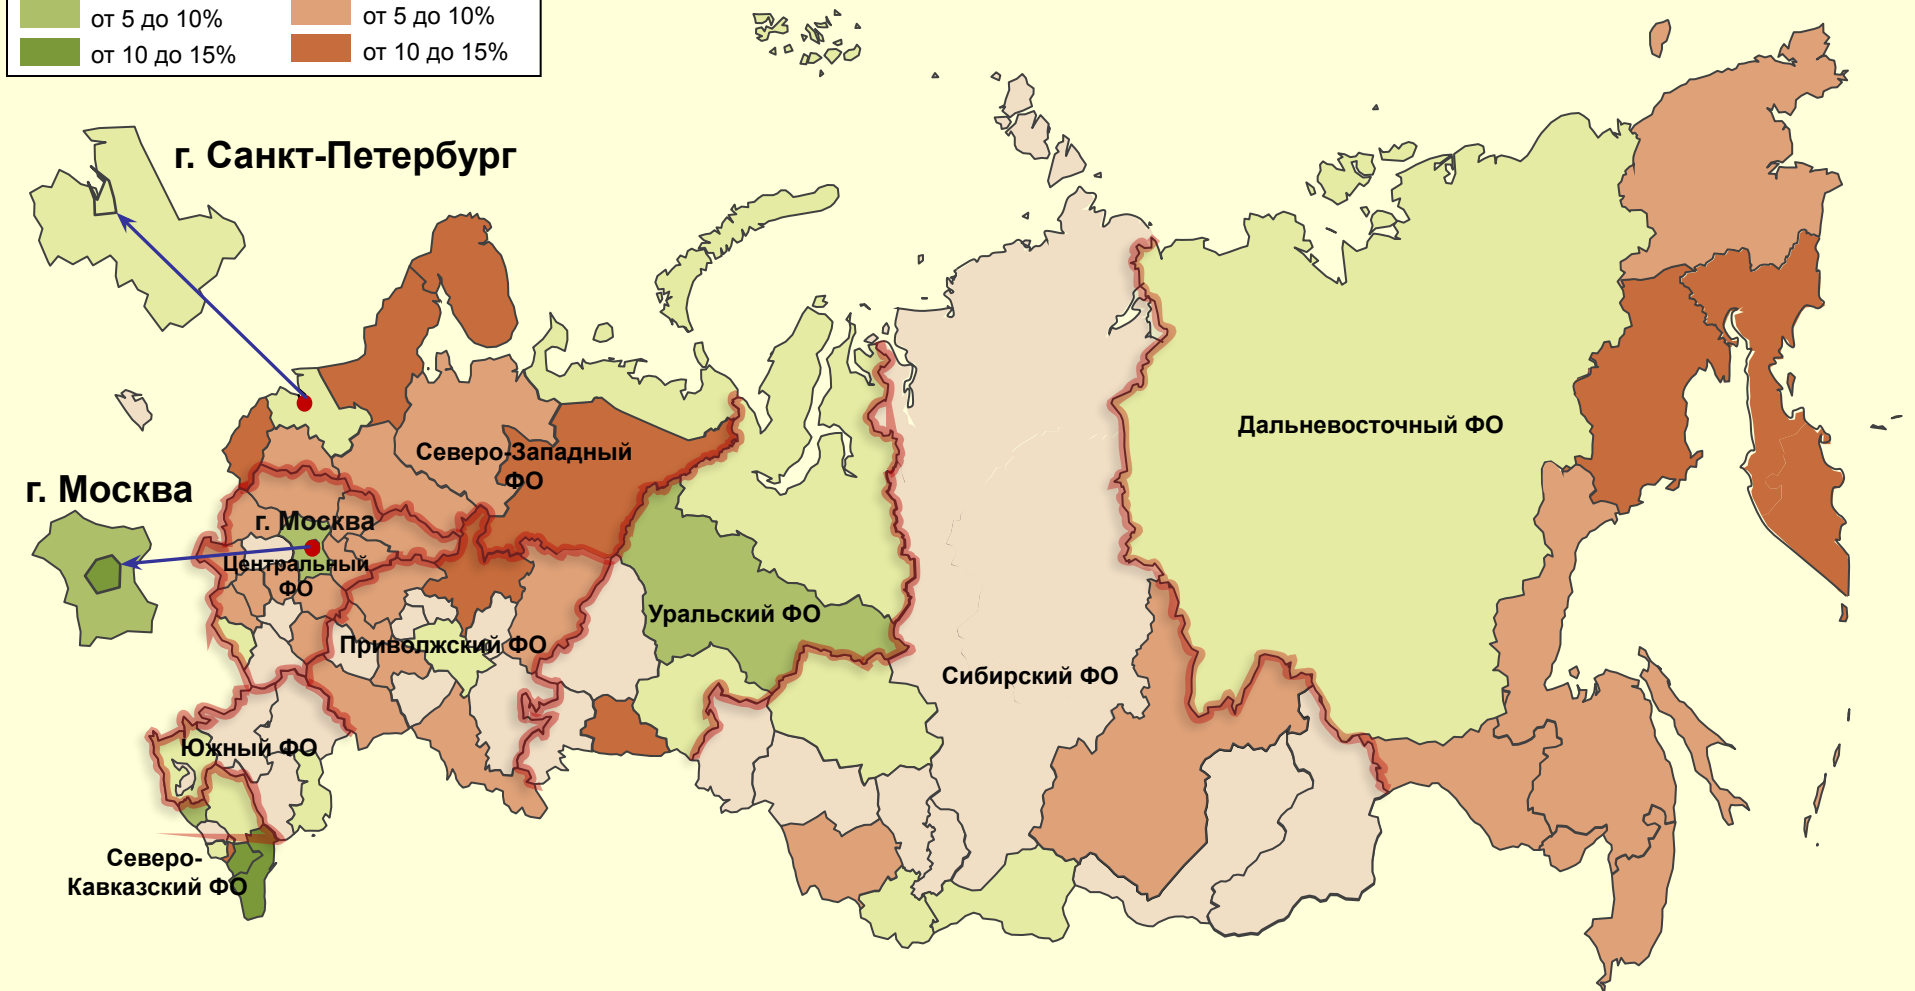 от 5 до 10%
от 5 до 10%
от 10 до 15%
от 10 до 15%
г. Санкт-Петербург
Дальневосточный ФО
Северо-Западный
ФО
г. Москва
г. Москва
Центральный
ФО
Уральский ФО
Приволжский ФО
Сибирский ФО
Южный ФО
Северо-
Кавказский ФО